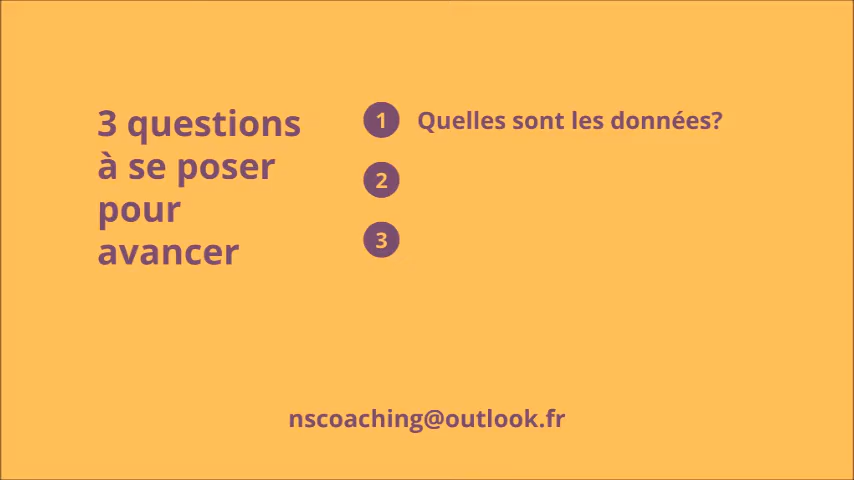 3 questions
à se poser
pour
avancer
1 Quelles sont les données?
2
3
nscoaching@outlook.fr